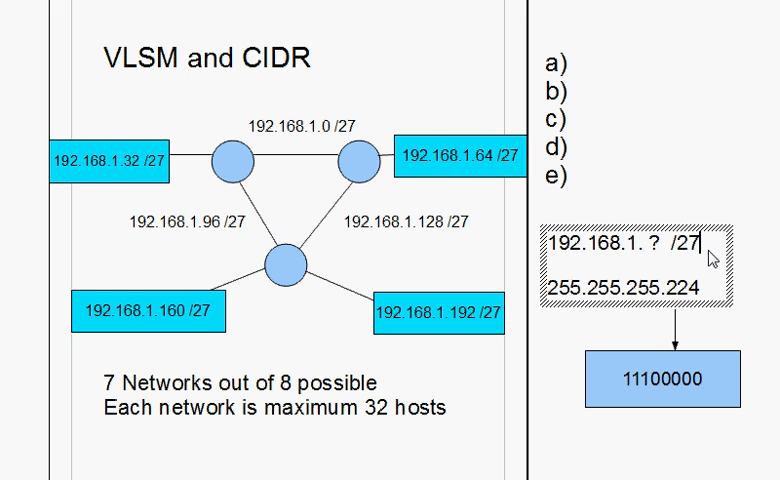 VLSM and CIDR
192.168.1.0 /27
192.168.1.32 /27
192.168.1.64 /27
192.168.1.96 /27
192.168.1.128 /27
192.168.1.160 /27
192.168.1.192 /27
7 Networks out of 8 possible
Each network is maximum 32 hosts
a)
b)
c)
d)
e)
192.168.1. ? /27
255.255.255.224
11100000